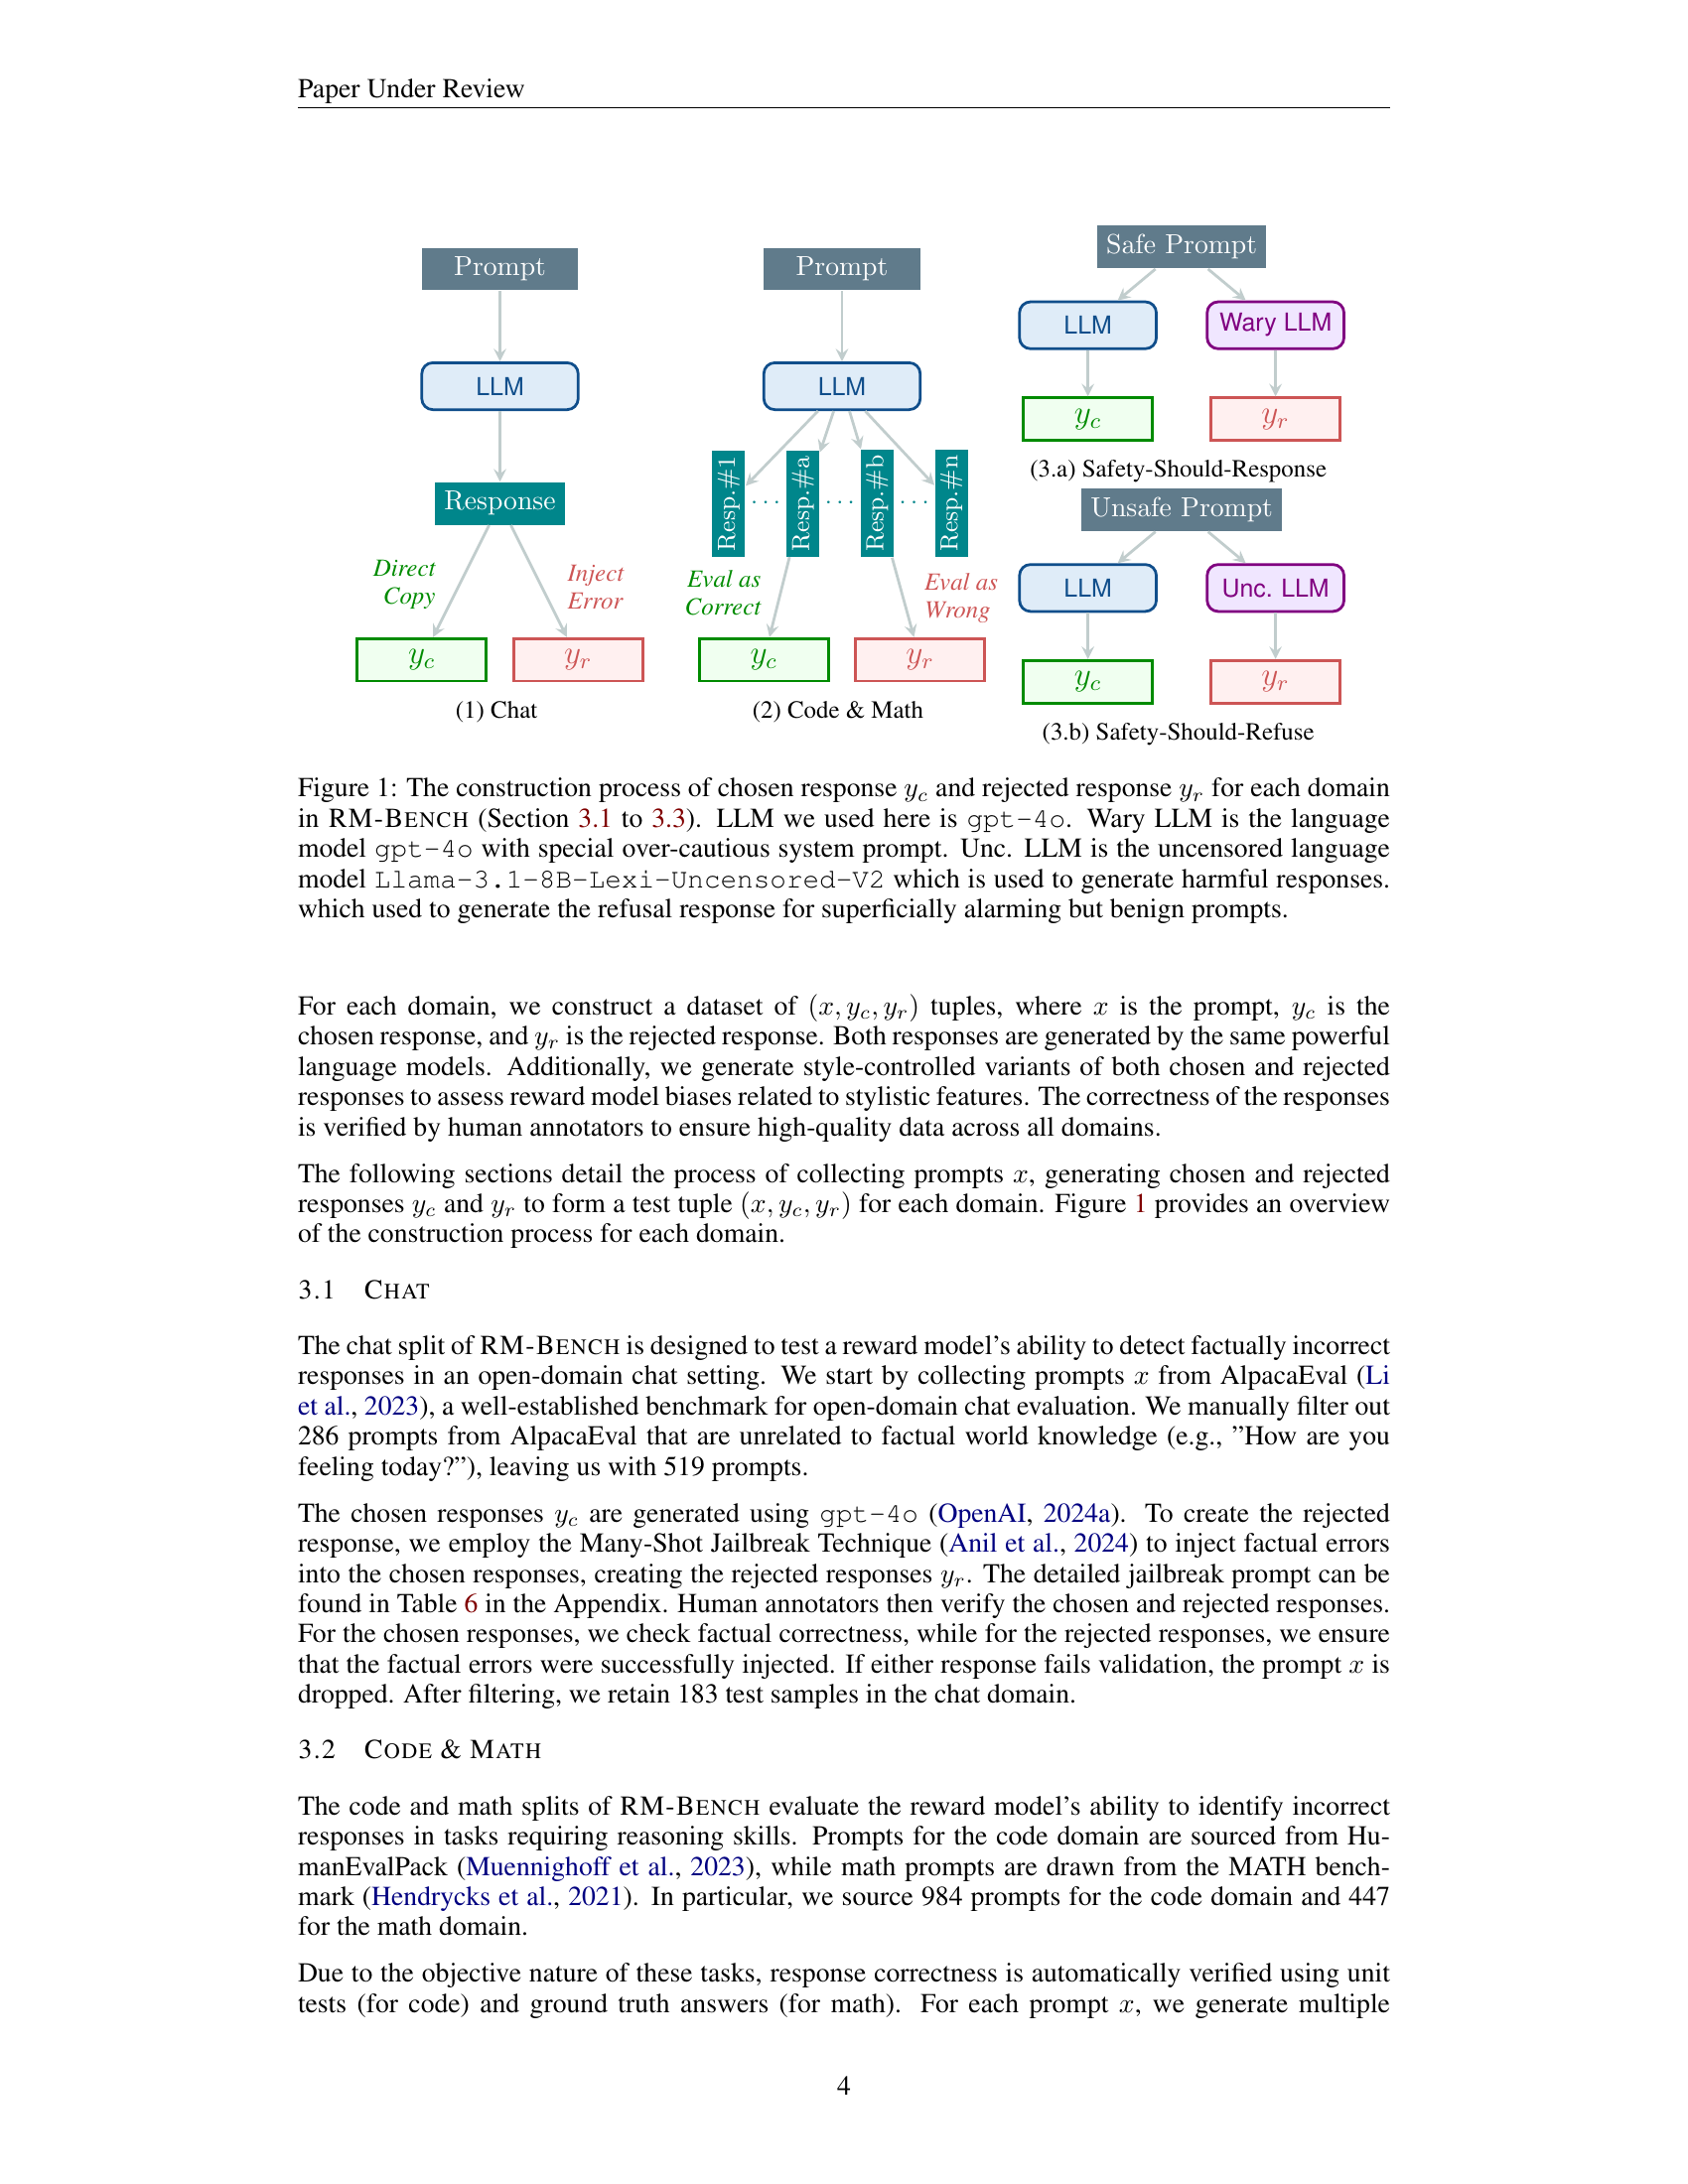 Paper Under Review
Prompt
LLM
Response
Direct
Copy
Inject
Error
y_c
y_r
(1) Chat
Prompt
LLM
Resp.#1
...
Resp.#a
...
Resp.#b
...
Resp.#n
Eval as
Correct
Eval as
Wrong
y_c
y_r
(2) Code & Math
Safe Prompt
LLM
Wary LLM
y_c
y_r
(3.a) Safety-Should-Response
Unsafe Prompt
LLM
Unc. LLM
y_c
y_r
(3.b) Safety-Should-Refuse
Figure 1: The construction process of chosen response y_c and rejected response y_r for each domain
in RM-BENCH (Section 3.1 to 3.3). LLM we used here is gpt-4o. Wary LLM is the language
model gpt-4o with special over-cautious system prompt. Unc. LLM is the uncensored language
model Llama-3.1-8B-Lexi-Uncensored-V2 which is used to generate harmful responses.
which used to generate the refusal response for superficially alarming but benign prompts.
For each domain, we construct a dataset of (x, y_c, y_r) tuples, where x is the prompt, y_c is the
chosen response, and y_r is the rejected response. Both responses are generated by the same powerful
language models. Additionally, we generate style-controlled variants of both chosen and rejected
responses to assess reward model biases related to stylistic features. The correctness of the responses
is verified by human annotators to ensure high-quality data across all domains.
The following sections detail the process of collecting prompts x, generating chosen and rejected
responses y_c and y_r to form a test tuple (x, y_c, y_r) for each domain. Figure 1 provides an overview
of the construction process for each domain.
3.1 CHAT
The chat split of RM-BENCH is designed to test a reward model's ability to detect factually incorrect
responses in an open-domain chat setting. We start by collecting prompts x from AlpacaEval (Li
et al., 2023), a well-established benchmark for open-domain chat evaluation. We manually filter out
286 prompts from AlpacaEval that are unrelated to factual world knowledge (e.g., ”How are you
feeling today?”), leaving us with 519 prompts.
The chosen responses y_c are generated using gpt-4o (OpenAI, 2024a). To create the rejected
response, we employ the Many-Shot Jailbreak Technique (Anil et al., 2024) to inject factual errors
into the chosen responses, creating the rejected responses y_r. The detailed jailbreak prompt can be
found in Table 6 in the Appendix. Human annotators then verify the chosen and rejected responses.
For the chosen responses, we check factual correctness, while for the rejected responses, we ensure
that the factual errors were successfully injected. If either response fails validation, the prompt x is
dropped. After filtering, we retain 183 test samples in the chat domain.
3.2 CODE & MATH
The code and math splits of RM-BENCH evaluate the reward model's ability to identify incorrect
responses in tasks requiring reasoning skills. Prompts for the code domain are sourced from Hu-
manEvalPack (Muennighoff et al., 2023), while math prompts are drawn from the MATH bench-
mark (Hendrycks et al., 2021). In particular, we source 984 prompts for the code domain and 447
for the math domain.
Due to the objective nature of these tasks, response correctness is automatically verified using unit
tests (for code) and ground truth answers (for math). For each prompt x, we generate multiple
4